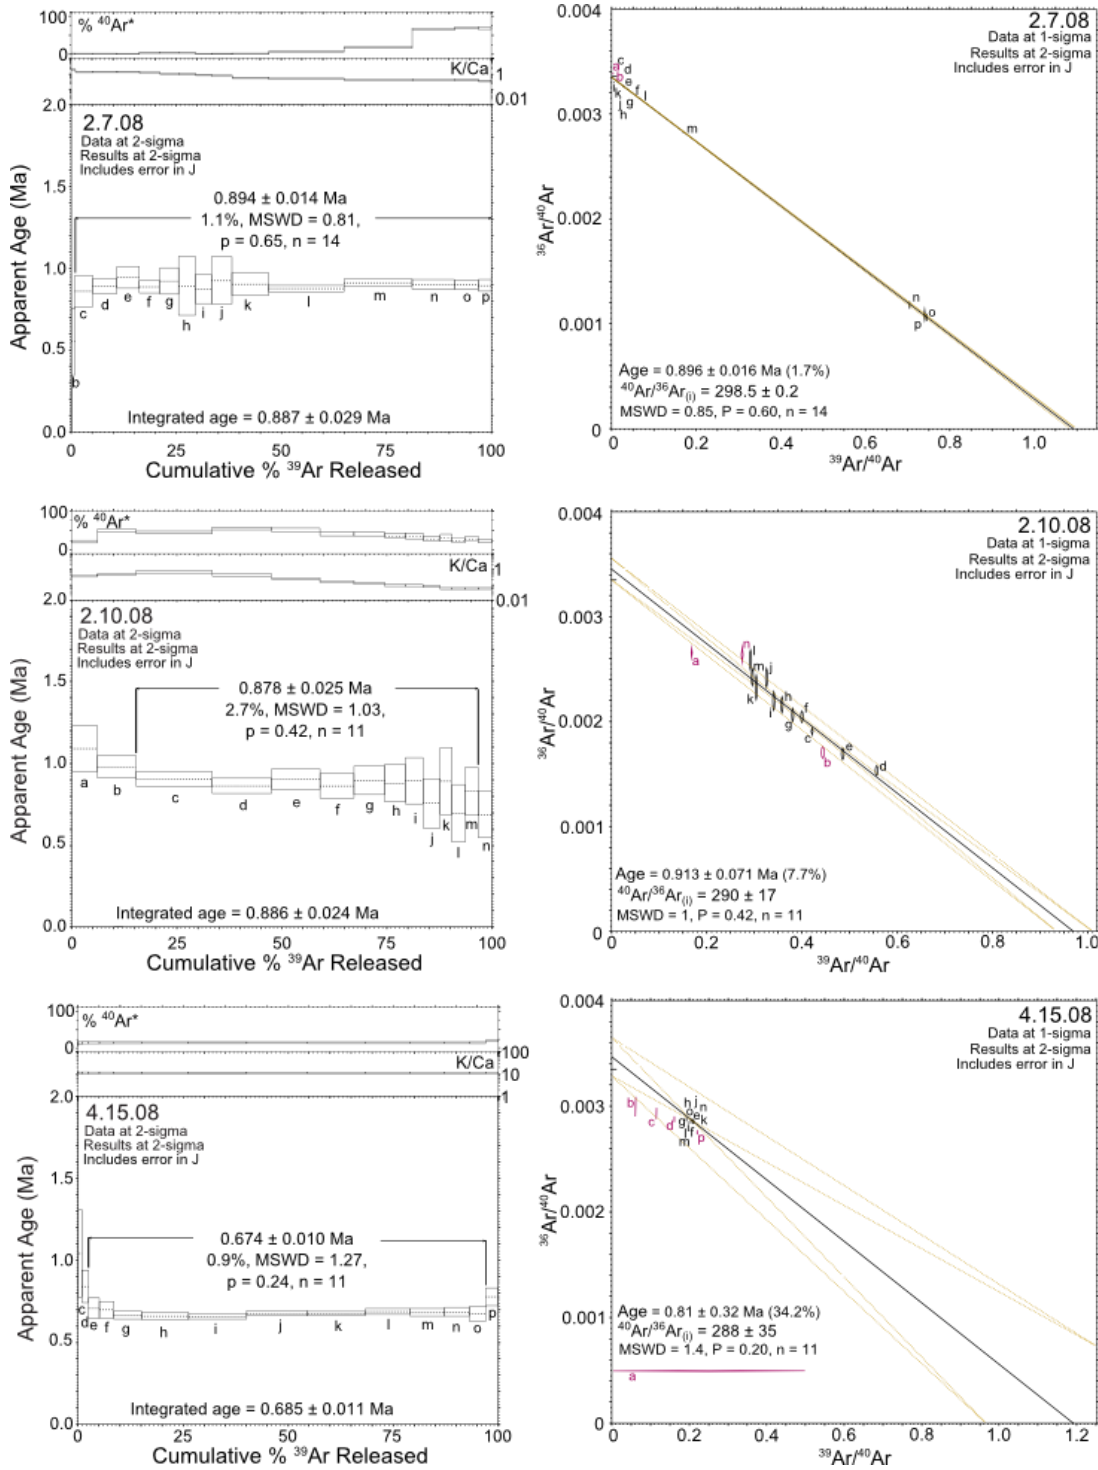 100
% ⁴⁰Ar*
0
K/Ca
1
0.01
2.0
2.7.08
Data at 2-sigma
Results at 2-sigma
Includes error in J
1.5
0.894 ± 0.014 Ma
1.1%, MSWD = 0.81,
p = 0.65, n = 14
1.0
c d e f g h i j k l m n o p
0.5
b
Integrated age = 0.887 ± 0.029 Ma
0.0
0 25 50 75 100
Apparent Age (Ma)
Cumulative % ³⁹Ar Released
0.004
2.7.08
Data at 1-sigma
Results at 2-sigma
Includes error in J
c
d
e
f
l
g
j
h
k
m
0.003
0.002
n
o
p
0.001
Age = 0.896 ± 0.016 Ma (1.7%)
⁴⁰Ar/³⁶Ar(i) = 298.5 ± 0.2
MSWD = 0.85, P = 0.60, n = 14
0
0 0.2 0.4 0.6 0.8 1.0
³⁶Ar/⁴⁰Ar
³⁹Ar/⁴⁰Ar
100
% ⁴⁰Ar*
0
K/Ca
1
0.01
2.0
2.10.08
Data at 2-sigma
Results at 2-sigma
Includes error in J
1.5
0.878 ± 0.025 Ma
2.7%, MSWD = 1.03,
p = 0.42, n = 11
1.0
a b c d e f g h i j k l m n
0.5
Integrated age = 0.886 ± 0.024 Ma
0.0
0 25 50 75 100
Apparent Age (Ma)
Cumulative % ³⁹Ar Released
0.004
2.10.08
Data at 1-sigma
Results at 2-sigma
Includes error in J
0.003
n l
a m j
k h
i f
g c e
b d
0.002
0.001
Age = 0.913 ± 0.071 Ma (7.7%)
⁴⁰Ar/³⁶Ar(i) = 290 ± 17
MSWD = 1, P = 0.42, n = 11
0
0 0.2 0.4 0.6 0.8 1.0
³⁶Ar/⁴⁰Ar
³⁹Ar/⁴⁰Ar
100
% ⁴⁰Ar*
0
K/Ca
100
10
1
2.0
4.15.08
Data at 2-sigma
Results at 2-sigma
Includes error in J
1.5
0.674 ± 0.010 Ma
0.9%, MSWD = 1.27,
p = 0.24, n = 11
1.0
c d e f g h i j k l m n o p
0.5
Integrated age = 0.685 ± 0.011 Ma
0.0
0 25 50 75 100
Apparent Age (Ma)
Cumulative % ³⁹Ar Released
0.004
4.15.08
Data at 1-sigma
Results at 2-sigma
Includes error in J
0.003
b h j n
c o e k
d g f
m p
0.002
0.001
Age = 0.81 ± 0.32 Ma (34.2%)
⁴⁰Ar/³⁶Ar(i) = 288 ± 35
MSWD = 1.4, P = 0.20, n = 11
a
0
0 0.2 0.4 0.6 0.8 1.0 1.2
³⁶Ar/⁴⁰Ar
³⁹Ar/⁴⁰Ar